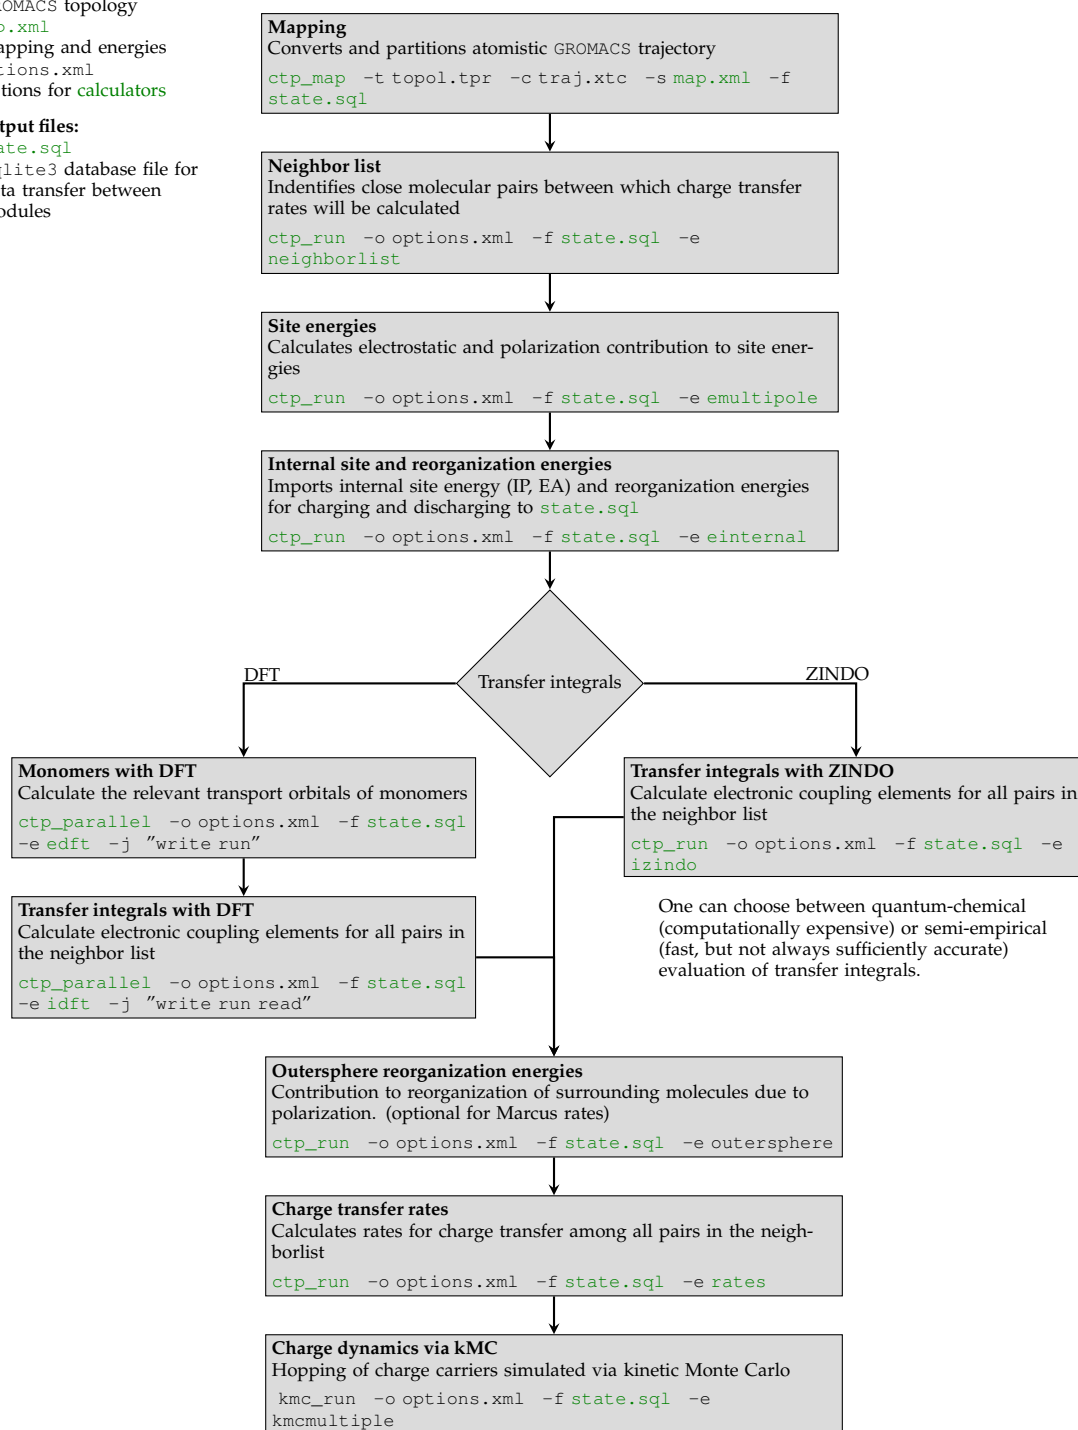 topology
apping and energies
tions.xml
tions for calculators
tput files:
ate.sql
qlite3 database file for
ta transfer between
odules
Mapping
Converts and partitions atomistic GROMACS trajectory
ctp_map -t topol.tpr -c traj.xtc -s map.xml -f
state.sql
Neighbor list
Indentifies close molecular pairs between which charge transfer
rates will be calculated
ctp_run -o options.xml -f state.sql -e
neighborlist
Site energies
Calculates electrostatic and polarization contribution to site ener-
gies
ctp_run -o options.xml -f state.sql -e emultipole
Internal site and reorganization energies
Imports internal site energy (IP, EA) and reorganization energies
for charging and discharging to state.sql
ctp_run -o options.xml -f state.sql -e einternal
Transfer integrals
DFT
ZINDO
Monomers with DFT
Calculate the relevant transport orbitals of monomers
ctp_parallel -o options.xml -f state.sql
-e edft -j "write run"
Transfer integrals with DFT
Calculate electronic coupling elements for all pairs in
the neighbor list
ctp_parallel -o options.xml -f state.sql
-e idft -j "write run read"
Transfer integrals with ZINDO
Calculate electronic coupling elements for all pairs in
the neighbor list
ctp_run -o options.xml -f state.sql -e
izindo
One can choose between quantum-chemical
(computationally expensive) or semi-empirical
(fast, but not always sufficiently accurate)
evaluation of transfer integrals.
Outersphere reorganization energies
Contribution to reorganization of surrounding molecules due to
polarization. (optional for Marcus rates)
ctp_run -o options.xml -f state.sql -e outersphere
Charge transfer rates
Calculates rates for charge transfer among all pairs in the neigh-
borlist
ctp_run -o options.xml -f state.sql -e rates
Charge dynamics via kMC
Hopping of charge carriers simulated via kinetic Monte Carlo
kmc_run -o options.xml -f state.sql -e
kmcmultiple